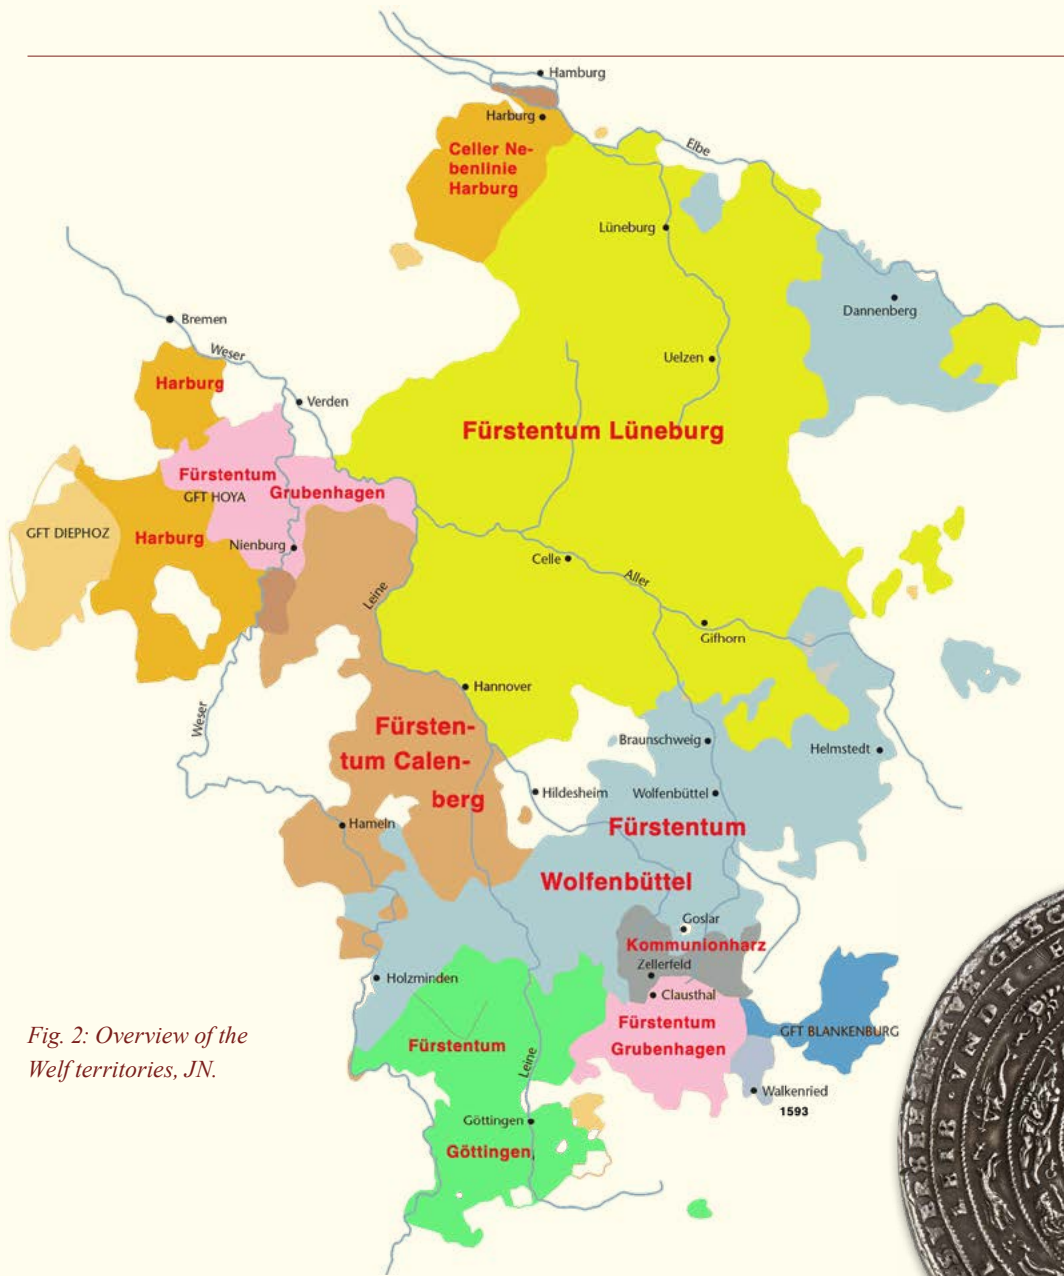 Hamburg
Harburg
Elbe
Celler Ne-
benlinie
Harburg
Lüneburg
Dannenberg
Bremen
Weser
Uelzen
Harburg
Verden
Fürstentum Lüneburg
Fürstentum
GFT HOYA
Grubenhagen
GFT DIEPHOZ
Harburg
Nienburg
Celle
Aller
Leine
Gifhorn
Hannover
Weser
Fürsten-
tum Calen-
berg
Braunschweig
Helmstedt
Hildesheim
Wolfenbüttel
Hameln
Fürstentum
Wolfenbüttel
Goslar
Kommunionharz
Zellerfeld
Holzminden
Clausthal
Fürstentum
Grubenhagen
GFT BLANKENBURG
Fürstentum
Leine
Walkenried
1593
Göttingen
Göttingen
Fig. 2: Overview of the
Welf territories, JN.